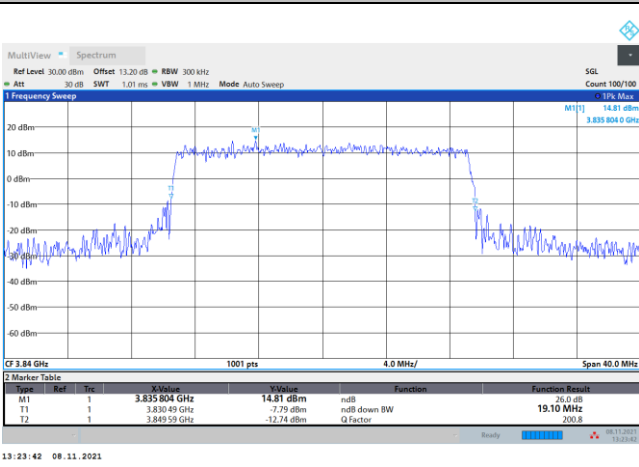 MultiView Spectrum
Ref Level 30.00 dBm Offset 13.20 dB RBW 300 kHz SGL
Att 30 dB SWT 1.01 ms VBW 1 MHz Mode Auto Sweep Count 100/100
1 Frequency Sweep 1Pk Max
M1[1] 14.81 dBm
3.835 804 0 GHz
20 dBm
M1
10 dBm
0 dBm
T1
-10 dBm
T2
-20 dBm
-30 dBm
-40 dBm
-50 dBm
-60 dBm
CF 3.84 GHz 1001 pts 4.0 MHz/ Span 40.0 MHz
2 Marker Table
Type Ref Trc X-Value Y-Value Function Function Result
M1 1 3.835 804 GHz 14.81 dBm ndB 26.0 dB
T1 1 3.830 49 GHz -7.79 dBm ndB down BW 19.10 MHz
T2 1 3.849 59 GHz -12.74 dBm Q Factor 200.8
Ready 08.11.2021
13:23:42
13:23:42 08.11.2021